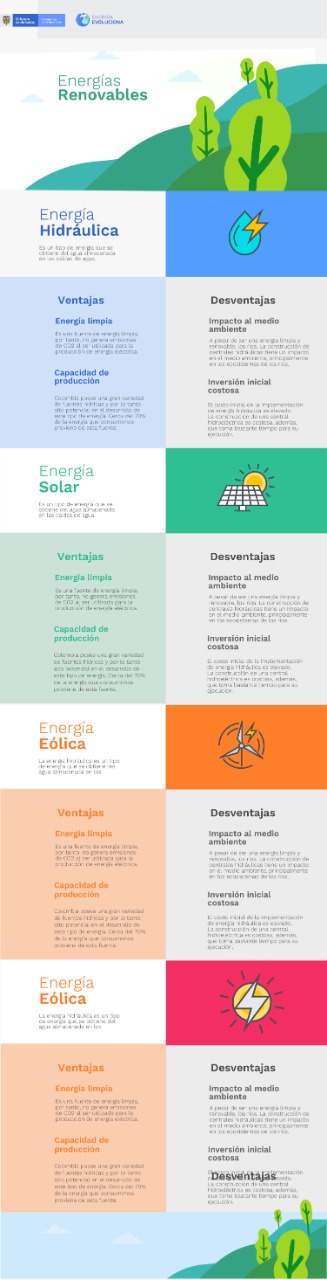 ENERGÍA
EVOLUCIONA
Energías
Renovables
Energía
Hidráulica
Es un tipo de energía que se
obtiene del agua almacenada
en las caídas de agua.
Ventajas
Energía limpia
Es una fuente de energía limpia,
por tanto, no genera emisiones
de CO2 al ser utilizada para la
producción de energía eléctrica.
Capacidad de
producción
Colombia posee una gran variedad
de fuentes hídricas y por lo tanto
alto potencial en el desarrollo de
este tipo de energía. Cerca del 70%
de la energía que consumimos
proviene de esta fuente.
Desventajas
Impacto al medio
ambiente
A pesar de ser una energía limpia y
renovable, los ríos. La construcción de
centrales hidráulicas tiene un impacto
en el medio ambiente, principalmente
en los ecosistemas de los ríos.
Inversión inicial
costosa
El costo inicial de la implementación
de energía hidráulica es elevado.
La construcción de una central
hidroeléctrica es costosa, además,
que toma bastante tiempo para su
ejecución.
Energía
Solar
Es un tipo de energía que se
obtiene del agua almacenada
en las caídas de agua.
Ventajas
Energía limpia
Es una fuente de energía limpia,
por tanto, no genera emisiones
de CO2 al ser utilizada para la
producción de energía eléctrica.
Capacidad de
producción
Colombia posee una gran variedad
de fuentes hídricas y por lo tanto
alto potencial en el desarrollo de
este tipo de energía. Cerca del 70%
de la energía que consumimos
proviene de esta fuente.
Desventajas
Impacto al medio
ambiente
A pesar de ser una energía limpia y
renovable, los ríos. La construcción de
centrales hidráulicas tiene un impacto
en el medio ambiente, principalmente
en los ecosistemas de los ríos.
Inversión inicial
costosa
El costo inicial de la implementación
de energía hidráulica es elevado.
La construcción de una central
hidroeléctrica es costosa, además,
que toma bastante tiempo para su
ejecución.
Energía
Eólica
La energía hidráulica es un tipo
de energía que se obtiene del
agua almacenada en los
Ventajas
Energía limpia
Es una fuente de energía limpia,
por tanto, no genera emisiones
de CO2 al ser utilizada para la
producción de energía eléctrica.
Capacidad de
producción
Colombia posee una gran variedad
de fuentes hídricas y por lo tanto
alto potencial en el desarrollo de
este tipo de energía. Cerca del 70%
de la energía que consumimos
proviene de esta fuente.
Desventajas
Impacto al medio
ambiente
A pesar de ser una energía limpia y
renovable, los ríos. La construcción de
centrales hidráulicas tiene un impacto
en el medio ambiente, principalmente
en los ecosistemas de los ríos.
Inversión inicial
costosa
El costo inicial de la implementación
de energía hidráulica es elevado.
La construcción de una central
hidroeléctrica es costosa, además,
que toma bastante tiempo para su
ejecución.
Energía
Eólica
La energía hidráulica es un tipo
de energía que se obtiene del
agua almacenada en los
Ventajas
Energía limpia
Es una fuente de energía limpia,
por tanto, no genera emisiones
de CO2 al ser utilizada para la
producción de energía eléctrica.
Capacidad de
producción
Colombia posee una gran variedad
de fuentes hídricas y por lo tanto
alto potencial en el desarrollo de
este tipo de energía. Cerca del 70%
de la energía que consumimos
proviene de esta fuente.
Desventajas
Impacto al medio
ambiente
A pesar de ser una energía limpia y
renovable, los ríos. La construcción de
centrales hidráulicas tiene un impacto
en el medio ambiente, principalmente
en los ecosistemas de los ríos.
Inversión inicial
costosa
Desventajas
La construcción de una central
hidroeléctrica es costosa, además,
que toma bastante tiempo para su
ejecución.